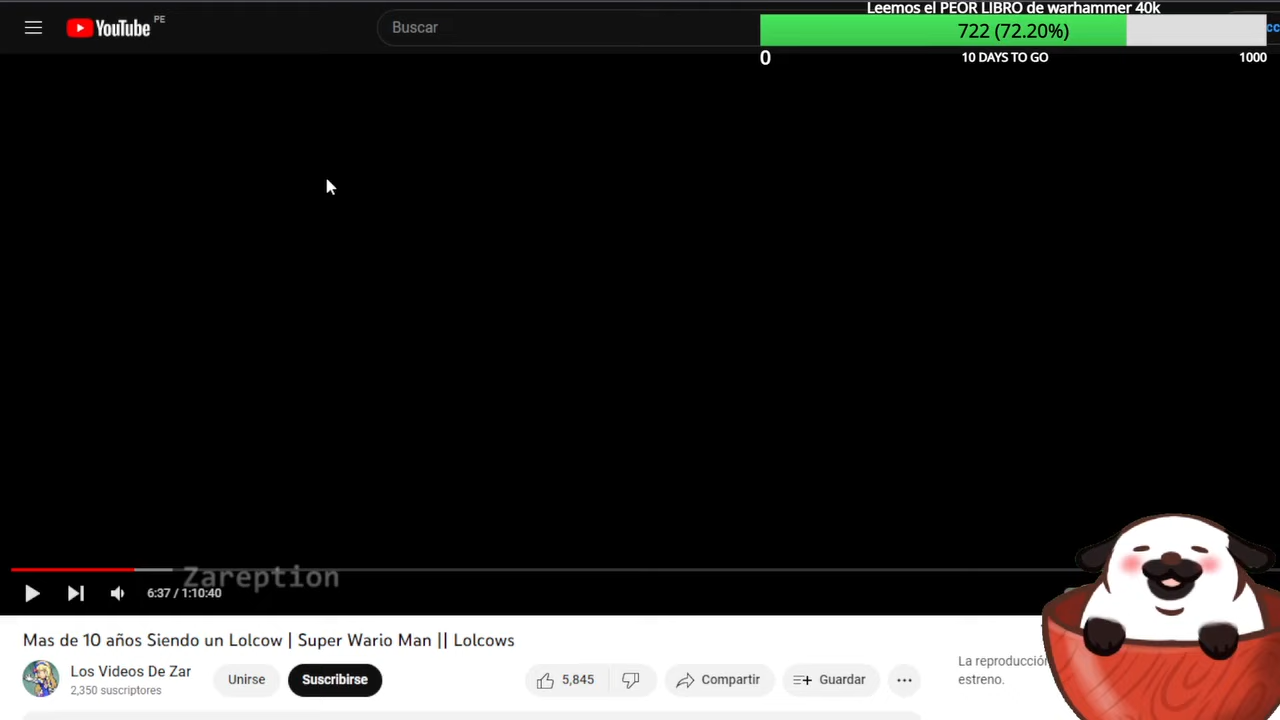 Leemos el PEOR LIBRO de warhammer 40k
YouTube PE
Buscar
722 (72.20%)
0
10 DAYS TO GO
1000
Zareption
6:37 / 1:10:40
Mas de 10 años Siendo un Lolcow | Super Wario Man || Lolcows
Los Videos De Zar
2,350 suscriptores
Unirse
Suscribirse
5,845
Compartir
Guardar
La reproducción
estreno.